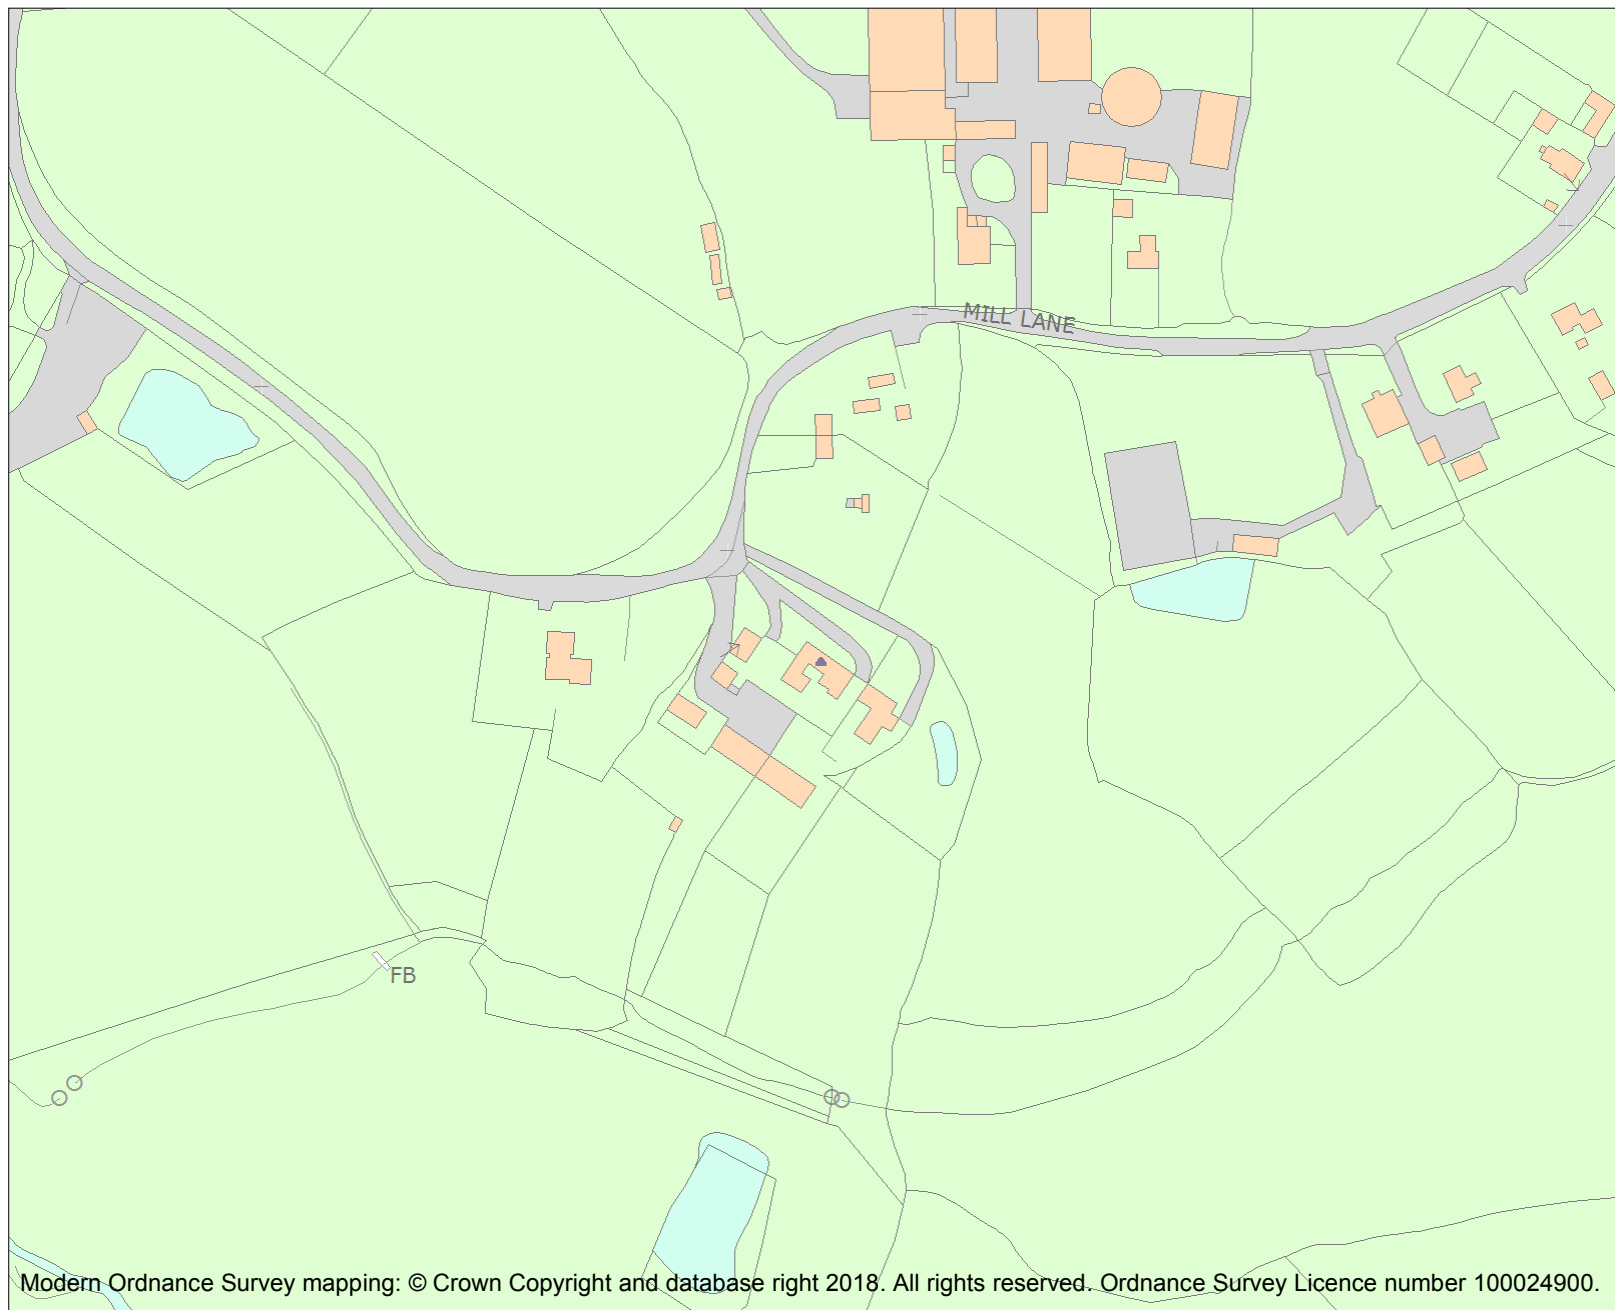 MILL LANE
FB
Modern Ordnance Survey mapping: © Crown Copyright and database right 2018. All rights reserved. Ordnance Survey Licence number 100024900.